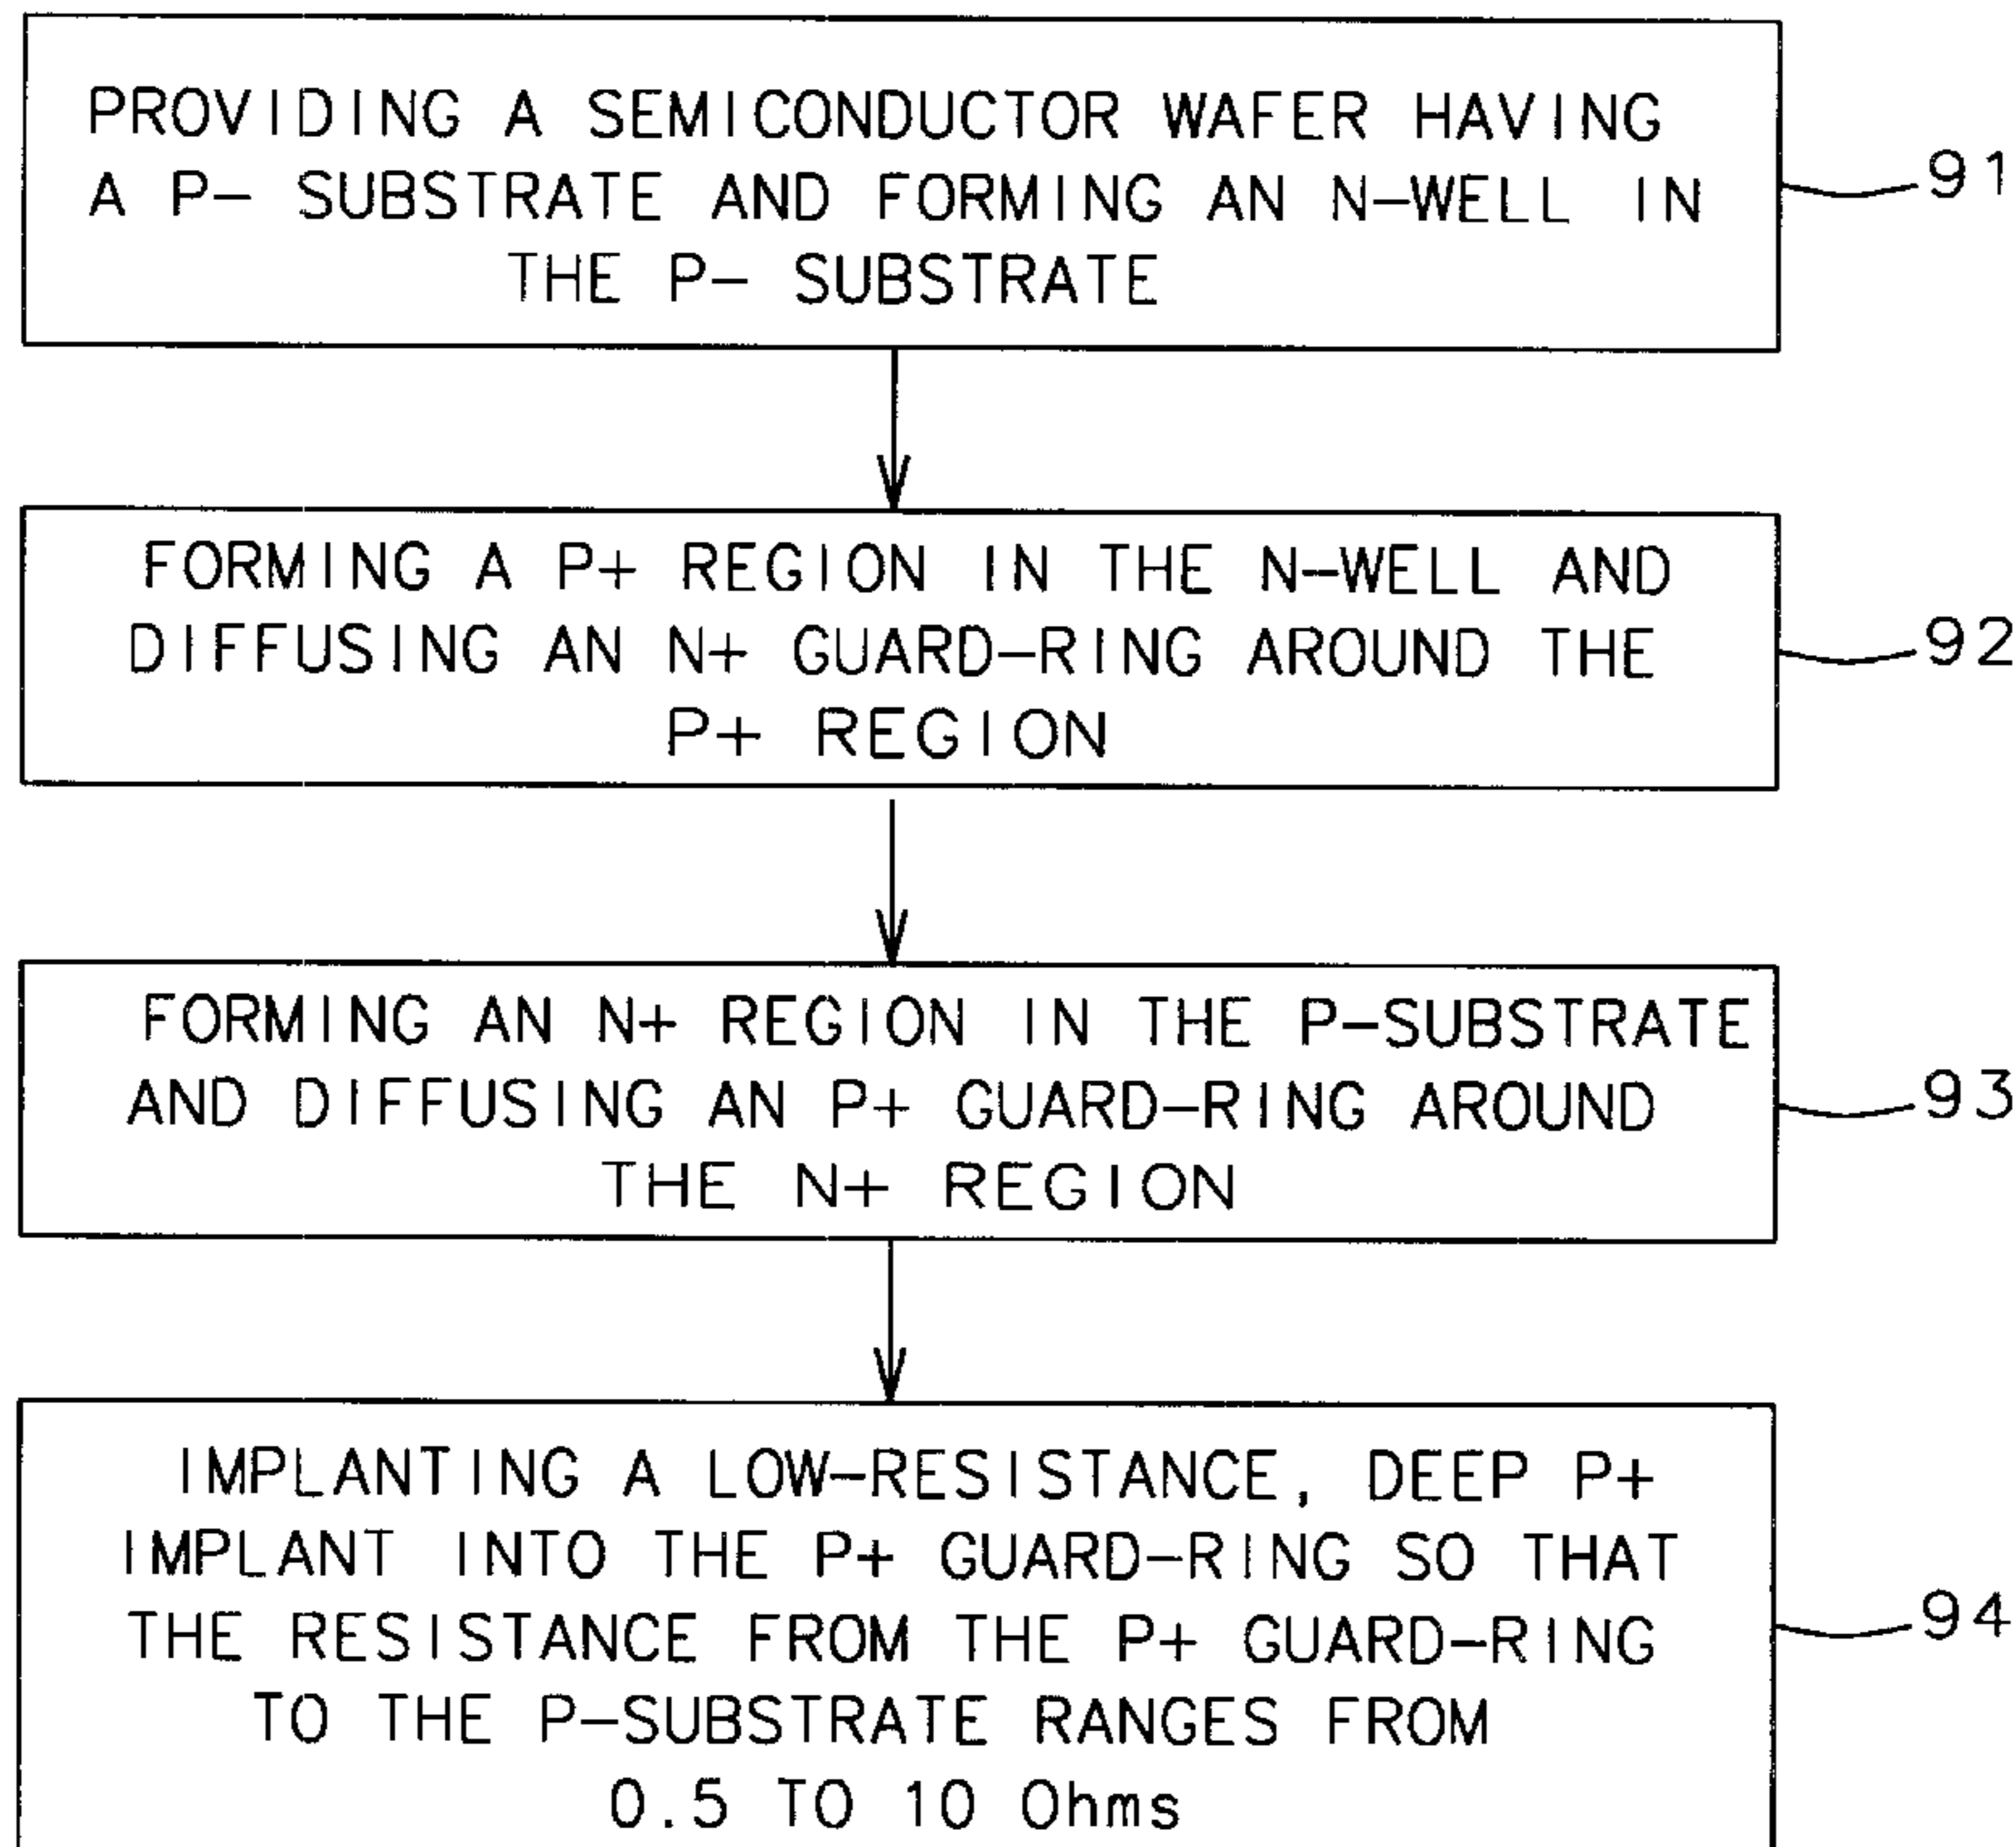 PROVIDING A SEMICONDUCTOR WAFER HAVING
A P- SUBSTRATE AND FORMING AN N-WELL IN
THE P- SUBSTRATE
91
FORMING A P+ REGION IN THE N-WELL AND
DIFFUSING AN N+ GUARD-RING AROUND THE
P+ REGION
92
FORMING AN N+ REGION IN THE P-SUBSTRATE
AND DIFFUSING AN P+ GUARD-RING AROUND
THE N+ REGION
93
IMPLANTING A LOW-RESISTANCE, DEEP P+
IMPLANT INTO THE P+ GUARD-RING SO THAT
THE RESISTANCE FROM THE P+ GUARD-RING
TO THE P-SUBSTRATE RANGES FROM
0.5 TO 10 Ohms
94